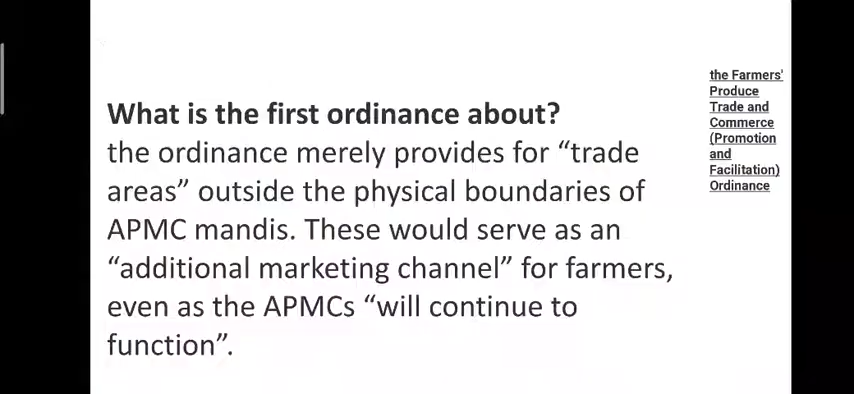 What is the first ordinance about?
the ordinance merely provides for “trade
areas” outside the physical boundaries of
APMC mandis. These would serve as an
“additional marketing channel” for farmers,
even as the APMCs “will continue to
function”.
the Farmers'
Produce
Trade and
Commerce
(Promotion
and
Facilitation)
Ordinance